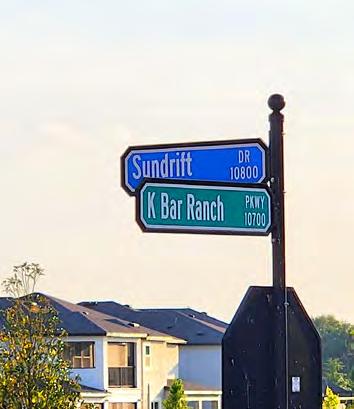 Sundrift DR
10800
K Bar Ranch PKWY
10700